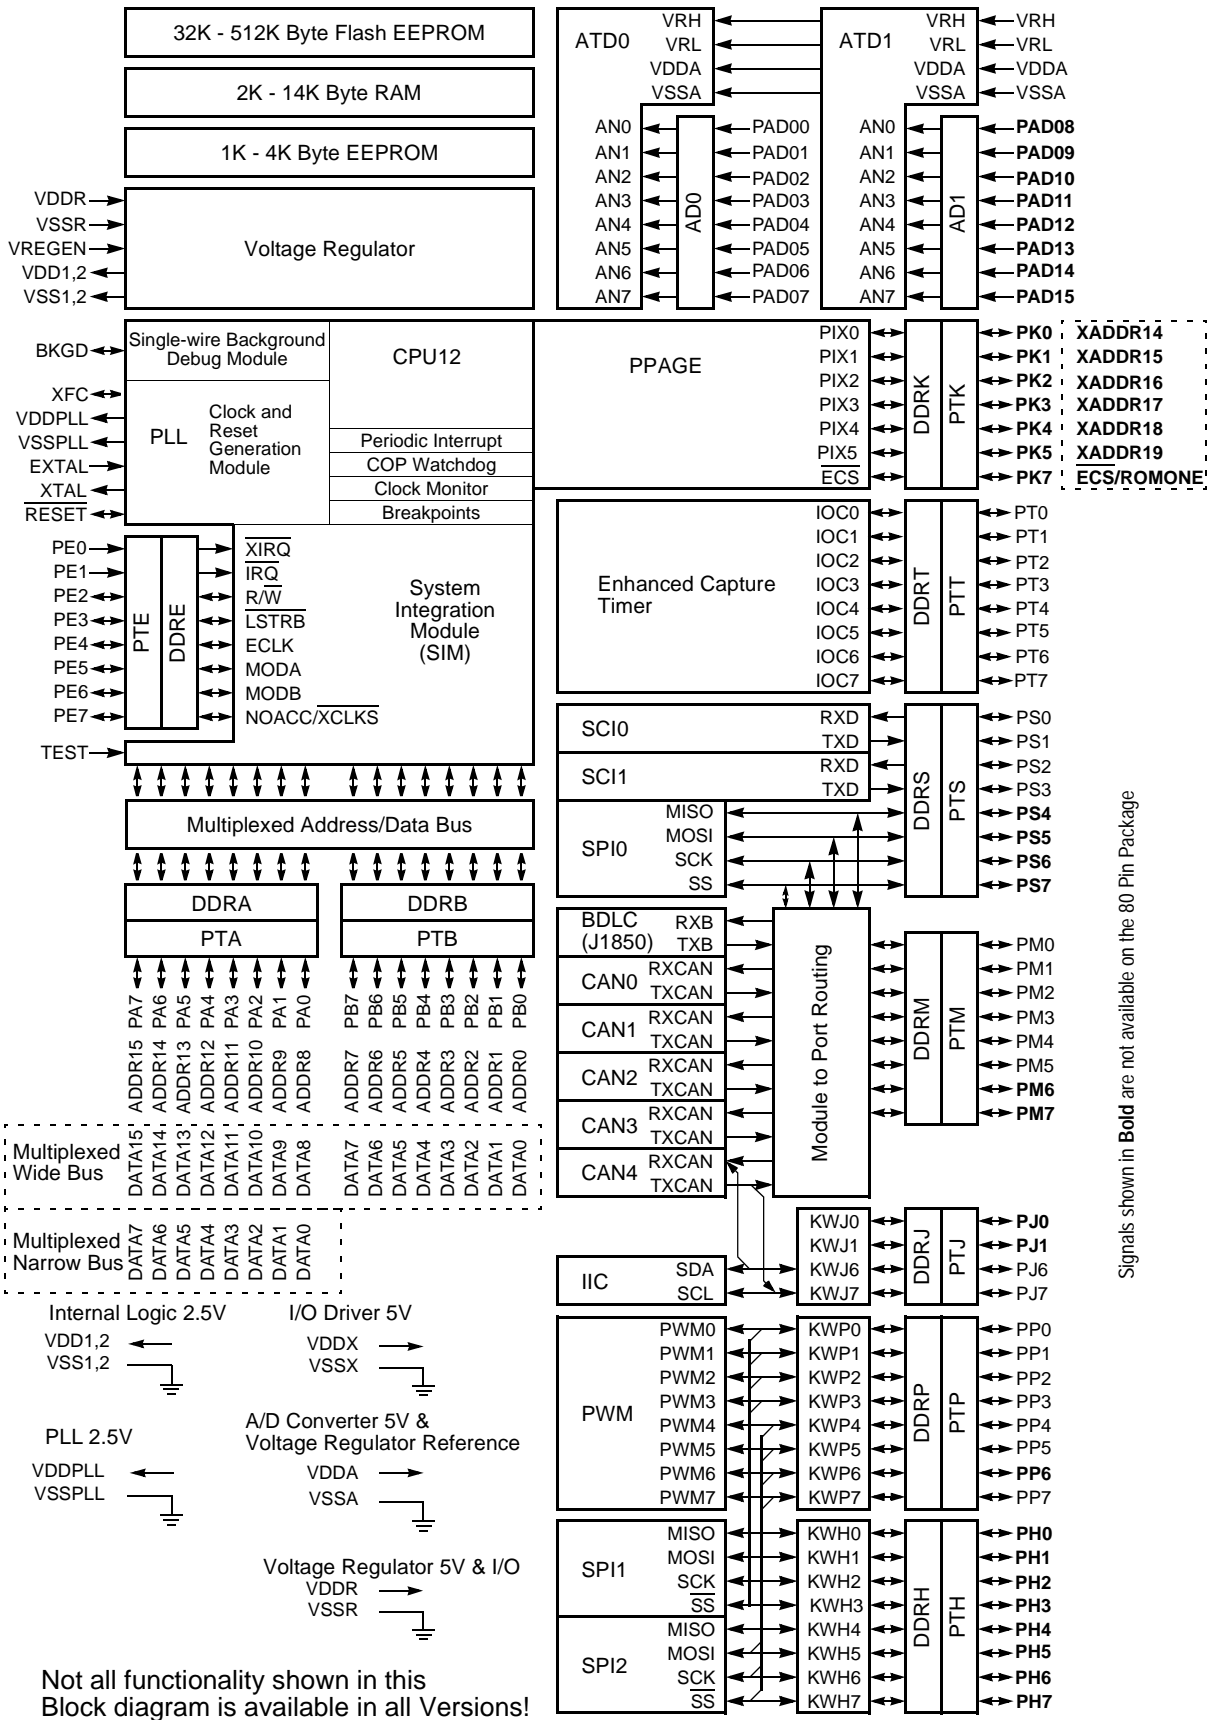 32K - 512K Byte Flash EEPROM
2K - 14K Byte RAM
1K - 4K Byte EEPROM
VDDR
VSSR
VREGEN
VDD1,2
VSS1,2
Voltage Regulator
ATD0
VRH
VRL
VDDA
VSSA
AN0
AN1
AN2
AN3
AN4
AN5
AN6
AN7
AD0
PAD00
PAD01
PAD02
PAD03
PAD04
PAD05
PAD06
PAD07
ATD1
VRH
VRL
VDDA
VSSA
VRH
VRL
VDDA
VSSA
AN0
AN1
AN2
AN3
AN4
AN5
AN6
AN7
AD1
PAD08
PAD09
PAD10
PAD11
PAD12
PAD13
PAD14
PAD15
BKGD
XFC
VDDPLL
VSSPLL
EXTAL
XTAL
RESET
Single-wire Background
Debug Module
CPU12
PLL
Clock and
Reset
Generation
Module
Periodic Interrupt
COP Watchdog
Clock Monitor
Breakpoints
PPAGE
PIX0
PIX1
PIX2
PIX3
PIX4
PIX5
ECS
DDRK
PTK
PK0
PK1
PK2
PK3
PK4
PK5
PK7
XADDR14
XADDR15
XADDR16
XADDR17
XADDR18
XADDR19
ECS/ROMONE
PE0
PE1
PE2
PE3
PE4
PE5
PE6
PE7
TEST
PTE
DDRE
XIRQ
IRQ
R/W
LSTRB
ECLK
MODA
MODB
NOACC/XCLKS
System
Integration
Module
(SIM)
Enhanced Capture
Timer
IOC0
IOC1
IOC2
IOC3
IOC4
IOC5
IOC6
IOC7
DDRT
PTT
PT0
PT1
PT2
PT3
PT4
PT5
PT6
PT7
SCI0
RXD
TXD
SCI1
RXD
TXD
SPI0
MISO
MOSI
SCK
SS
DDRS
PTS
PS0
PS1
PS2
PS3
PS4
PS5
PS6
PS7
Multiplexed Address/Data Bus
DDRA
PTA
DDRB
PTB
PA7
PA6
PA5
PA4
PA3
PA2
PA1
PA0
PB7
PB6
PB5
PB4
PB3
PB2
PB1
PB0
ADDR15
ADDR14
ADDR13
ADDR12
ADDR11
ADDR10
ADDR9
ADDR8
ADDR7
ADDR6
ADDR5
ADDR4
ADDR3
ADDR2
ADDR1
ADDR0
Multiplexed
Wide Bus
DATA15
DATA14
DATA13
DATA12
DATA11
DATA10
DATA9
DATA8
DATA7
DATA6
DATA5
DATA4
DATA3
DATA2
DATA1
DATA0
Multiplexed
Narrow Bus
DATA7
DATA6
DATA5
DATA4
DATA3
DATA2
DATA1
DATA0
BDLC
(J1850)
RXB
TXB
CAN0
RXCAN
TXCAN
CAN1
RXCAN
TXCAN
CAN2
RXCAN
TXCAN
CAN3
RXCAN
TXCAN
CAN4
RXCAN
TXCAN
Module to Port Routing
DDRM
PTM
PM0
PM1
PM2
PM3
PM4
PM5
PM6
PM7
IIC
SDA
SCL
KWJ0
KWJ1
KWJ6
KWJ7
DDRJ
PTJ
PJ0
PJ1
PJ6
PJ7
PWM
PWM0
PWM1
PWM2
PWM3
PWM4
PWM5
PWM6
PWM7
KWP0
KWP1
KWP2
KWP3
KWP4
KWP5
KWP6
KWP7
DDRP
PTP
PP0
PP1
PP2
PP3
PP4
PP5
PP6
PP7
SPI1
MISO
MOSI
SCK
SS
SPI2
MISO
MOSI
SCK
SS
KWH0
KWH1
KWH2
KWH3
KWH4
KWH5
KWH6
KWH7
DDRH
PTH
PH0
PH1
PH2
PH3
PH4
PH5
PH6
PH7
Internal Logic 2.5V
VDD1,2
VSS1,2
I/O Driver 5V
VDDX
VSSX
PLL 2.5V
VDDPLL
VSSPLL
A/D Converter 5V &
Voltage Regulator Reference
VDDA
VSSA
Voltage Regulator 5V & I/O
VDDR
VSSR
Not all functionality shown in this
Block diagram is available in all Versions!
Signals shown in Bold are not available on the 80 Pin Package